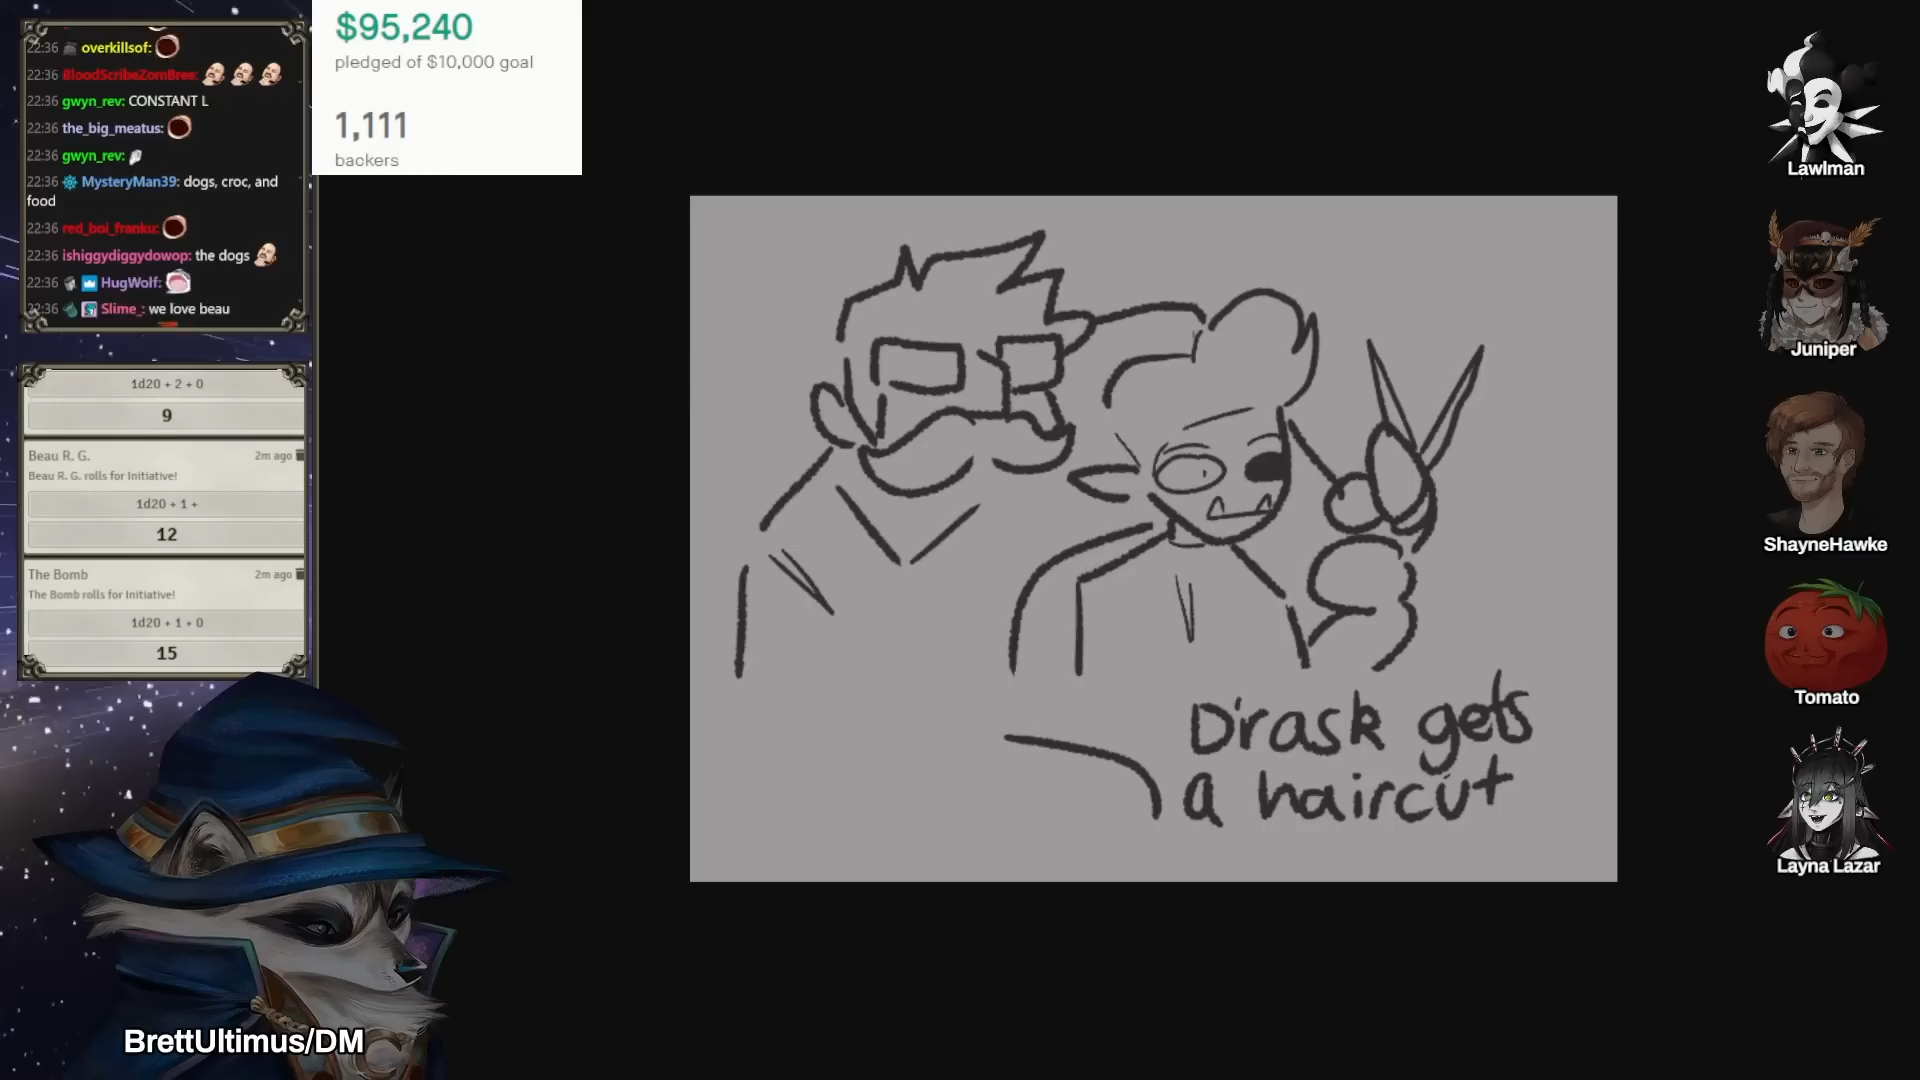 22:36 overkillsof:
22:36 BloodScribeZomBree:
22:36 gwyn_rev: CONSTANT L
22:36 the_big_meatus:
22:36 gwyn_rev:
22:36 MysteryMan39: dogs, croc, and
food
22:36 red_boi_franku:
22:36 ishiggydiggydowop: the dogs
22:36 HugWolf:
22:36 Slime_: we love beau
$95,240
pledged of $10,000 goal
1,111
backers
1d20 + 2 + 0
9
Beau R. G. 2m ago
Beau R. G. rolls for Initiative!
1d20 + 1 +
12
The Bomb 2m ago
The Bomb rolls for Initiative!
1d20 + 1 + 0
15
BrettUltimus/DM
D'rask gets
a haircut
Lawlman
Juniper
ShayneHawke
Tomato
Layna Lazar